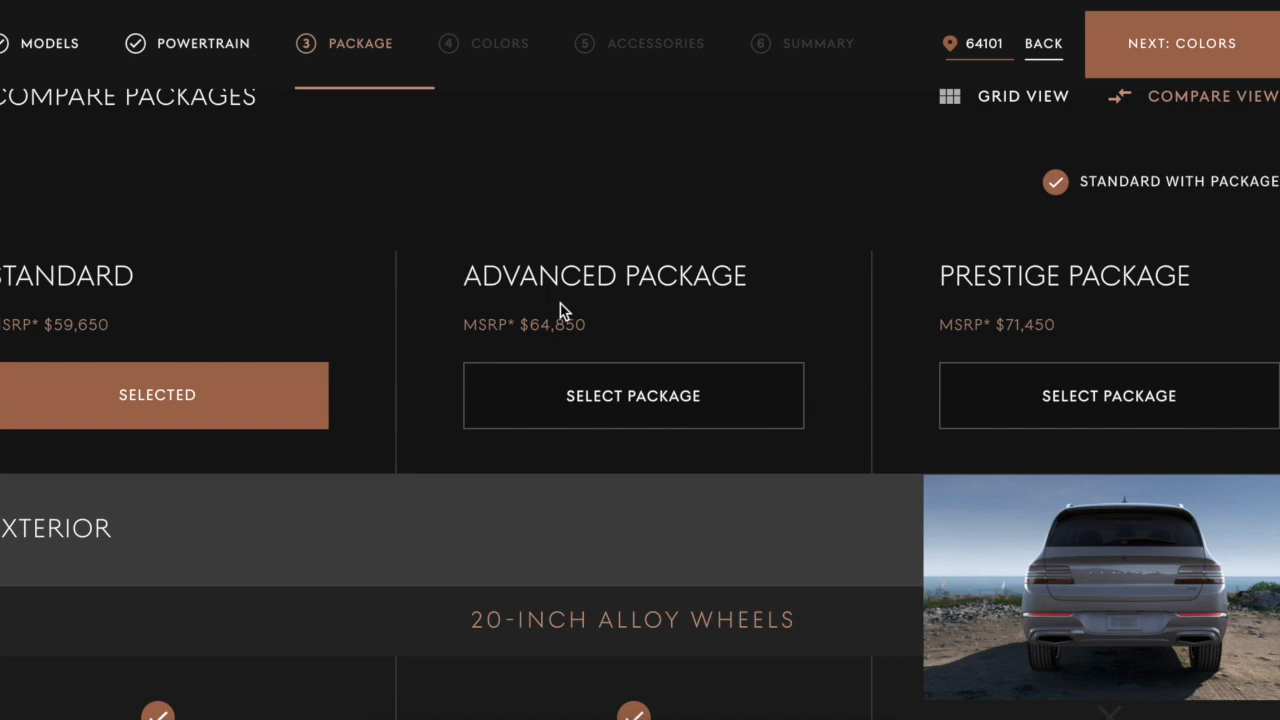 MODELS POWERTRAIN 3 PACKAGE 4 COLORS 5 ACCESSORIES 6 SUMMARY 64101 BACK NEXT: COLORS
COMPARE PACKAGES GRID VIEW COMPARE VIEW
STANDARD WITH PACKAGE
STANDARD ADVANCED PACKAGE PRESTIGE PACKAGE
MSRP* $59,650 MSRP* $64,850 MSRP* $71,450
SELECTED SELECT PACKAGE SELECT PACKAGE
EXTERIOR
20-INCH ALLOY WHEELS